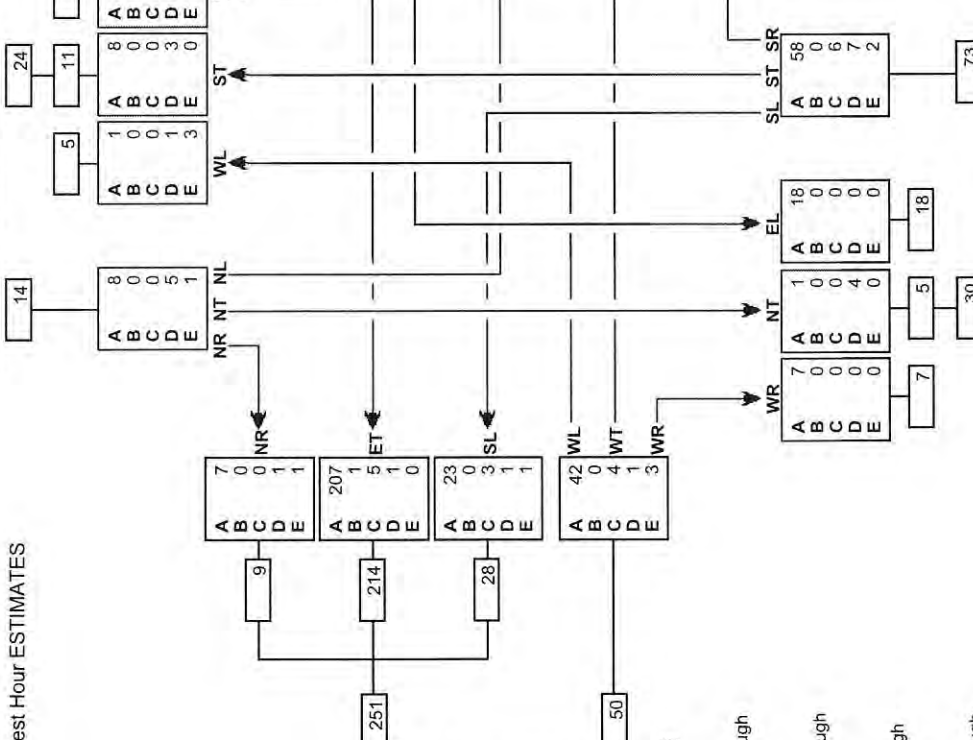 est Hour ESTIMATES
14
24
5
11
A 8
B 0
C 0
D 5
E 1
NR NT NL
A 1
B 0
C 0
D 1
E 3
WL
A 8
B 0
C 0
D 3
E 0
ST
A
B
C
D
E
251
9
A 7
B 0
C 0
D 1
E 1
NR
214
A 207
B 1
C 5
D 1
E 0
ET
28
A 23
B 0
C 3
D 1
E 1
SL
50
A 42
B 0
C 4
D 1
E 3
WL
WT
WR
WR
A 7
B 0
C 0
D 0
E 0
7
NT
A 1
B 0
C 0
D 4
E 0
5
30
EL
A 18
B 0
C 0
D 0
E 0
18
SL ST SR
A 58
B 0
C 6
D 7
E 2
73
ugh
ugh
gh